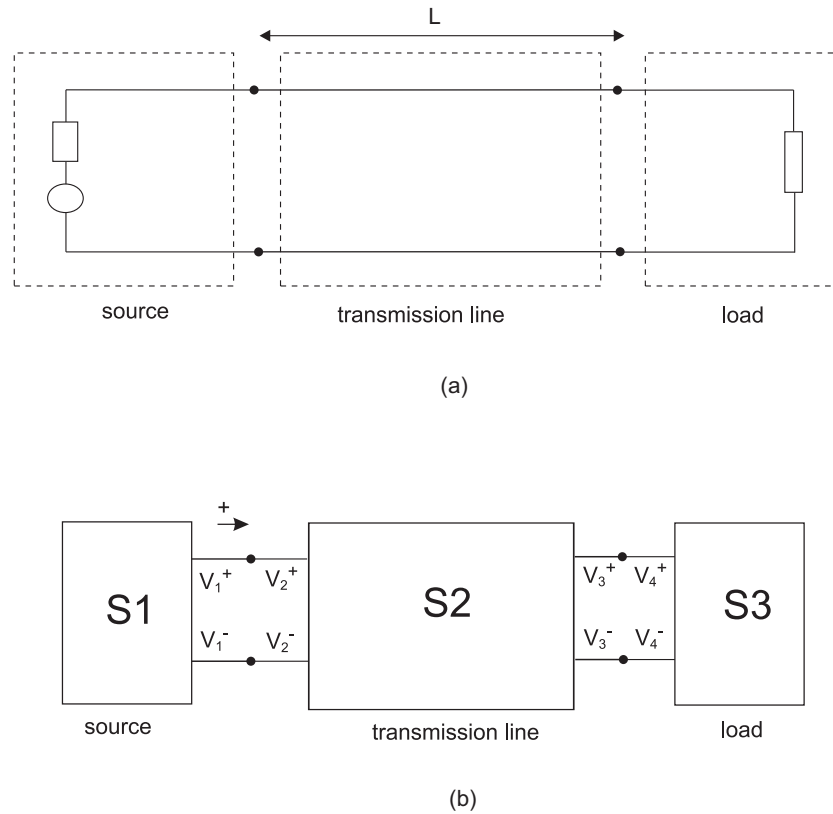 L
source
transmission line
load
(a)
+
S1
V₁⁺
V₂⁺
S2
V₃⁺
V₄⁺
S3
V₁⁻
V₂⁻
V₃⁻
V₄⁻
source
transmission line
load
(b)